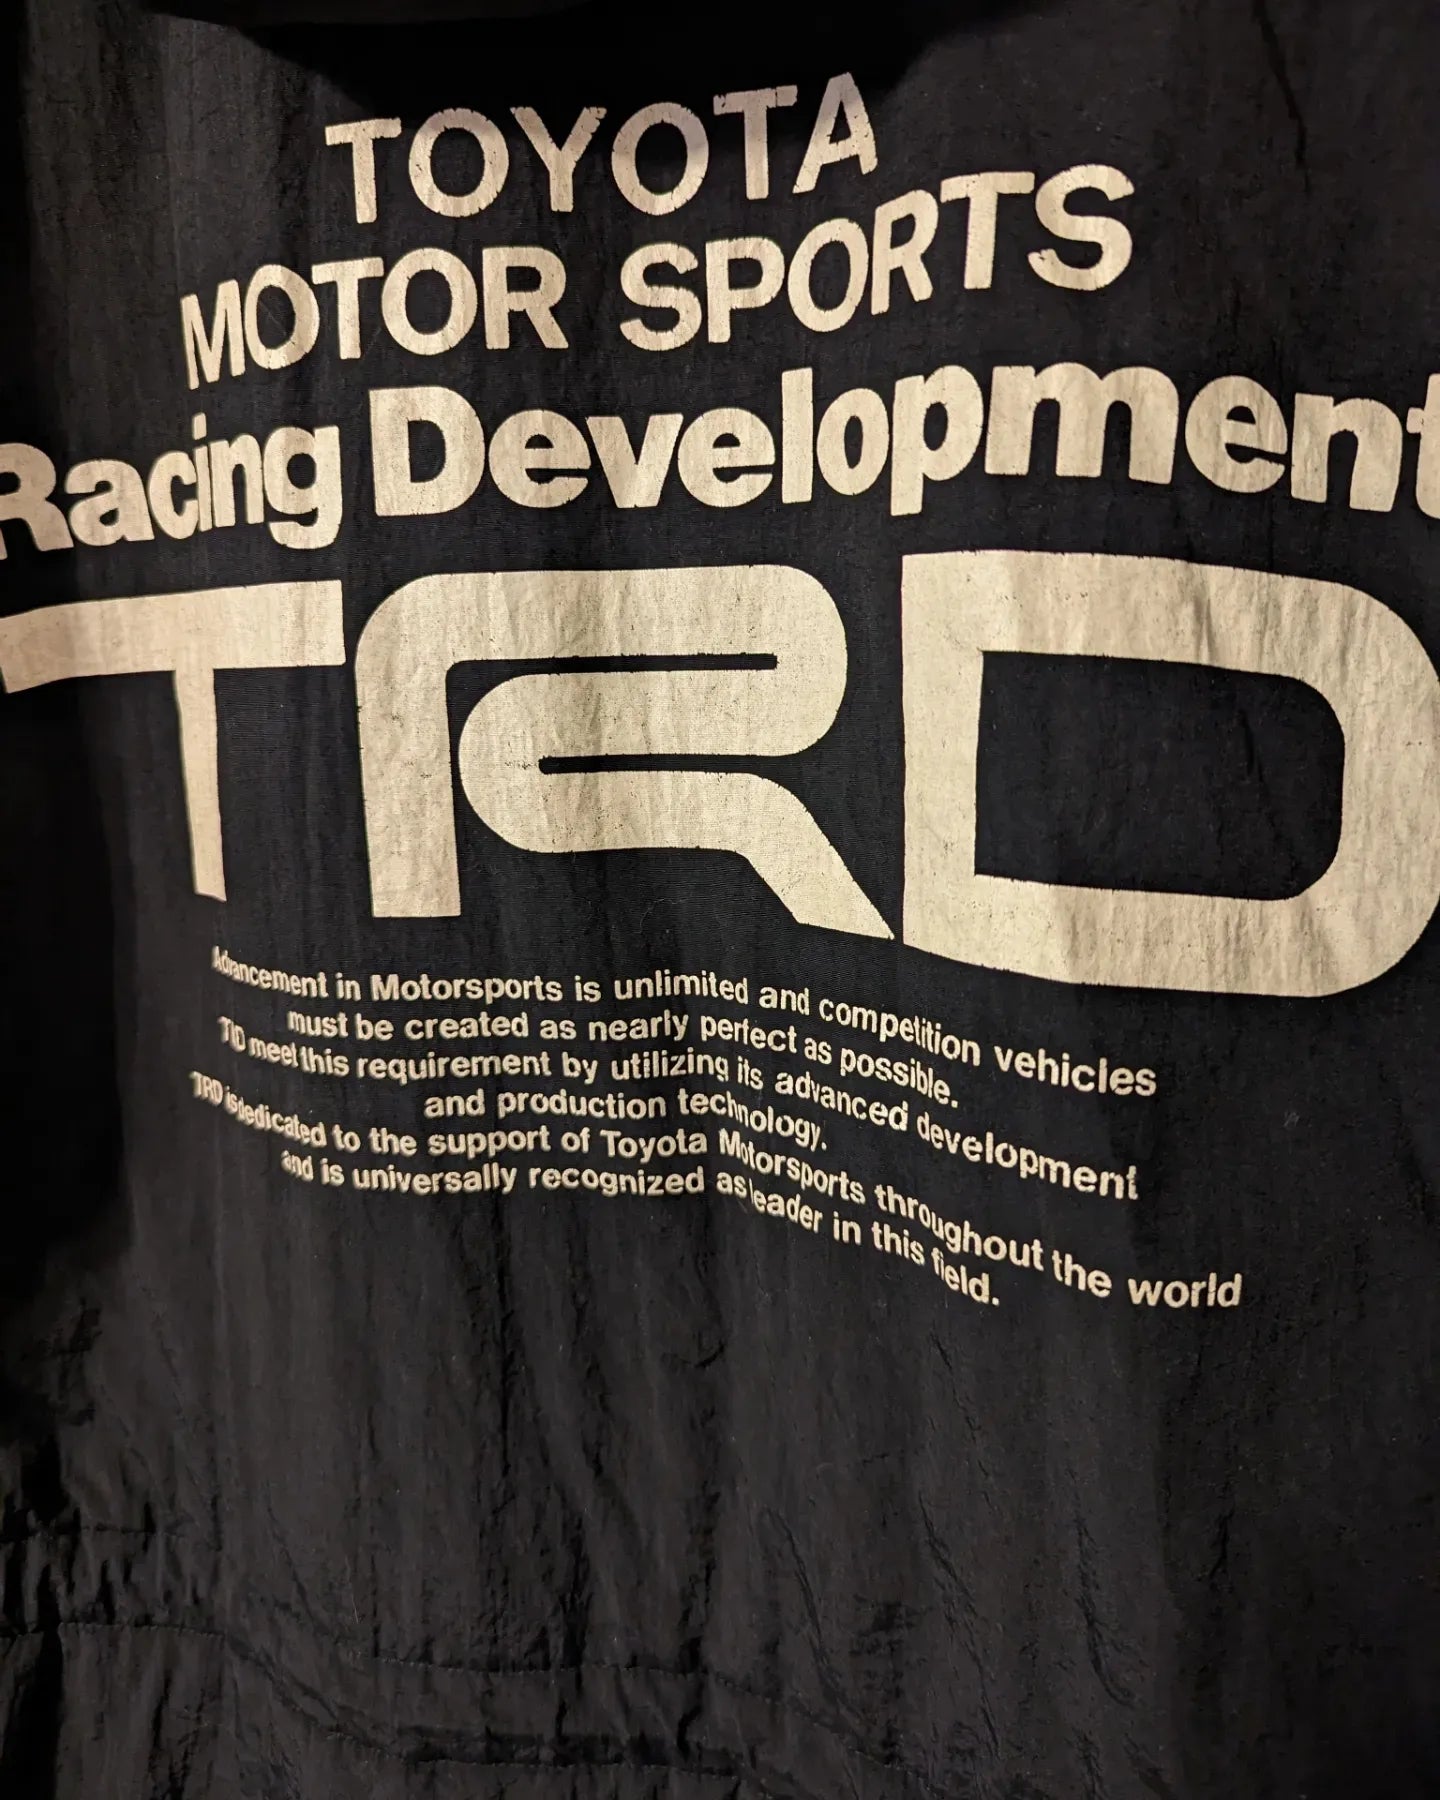 TOYOTA
MOTOR SPORTS
Racing Development
TRD
Advancement in Motorsports is unlimited and competition vehicles
must be created as nearly perfect as possible.
TRD meet this requirement by utilizing its advanced development
and production technology.
TRD is dedicated to the support of Toyota Motorsports throughout the world
and is universally recognized as leader in this field.